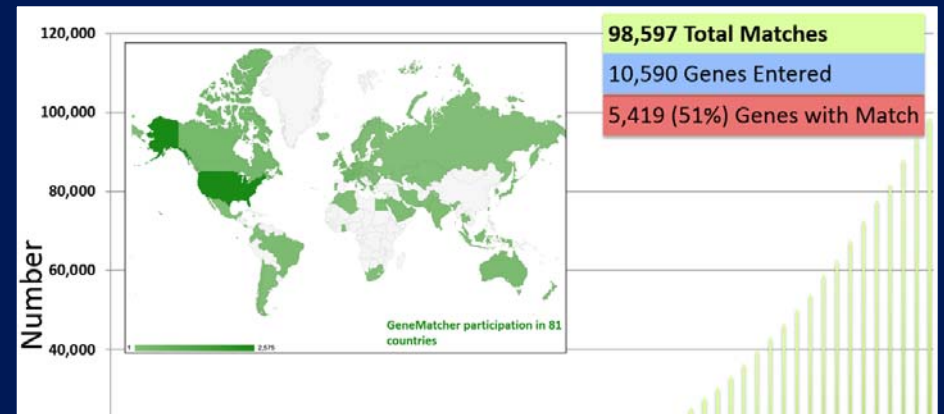 120,000
100,000
80,000
60,000
40,000
Number
98,597 Total Matches
10,590 Genes Entered
5,419 (51%) Genes with Match
GeneMatcher participation in 81
countries
1
2,575